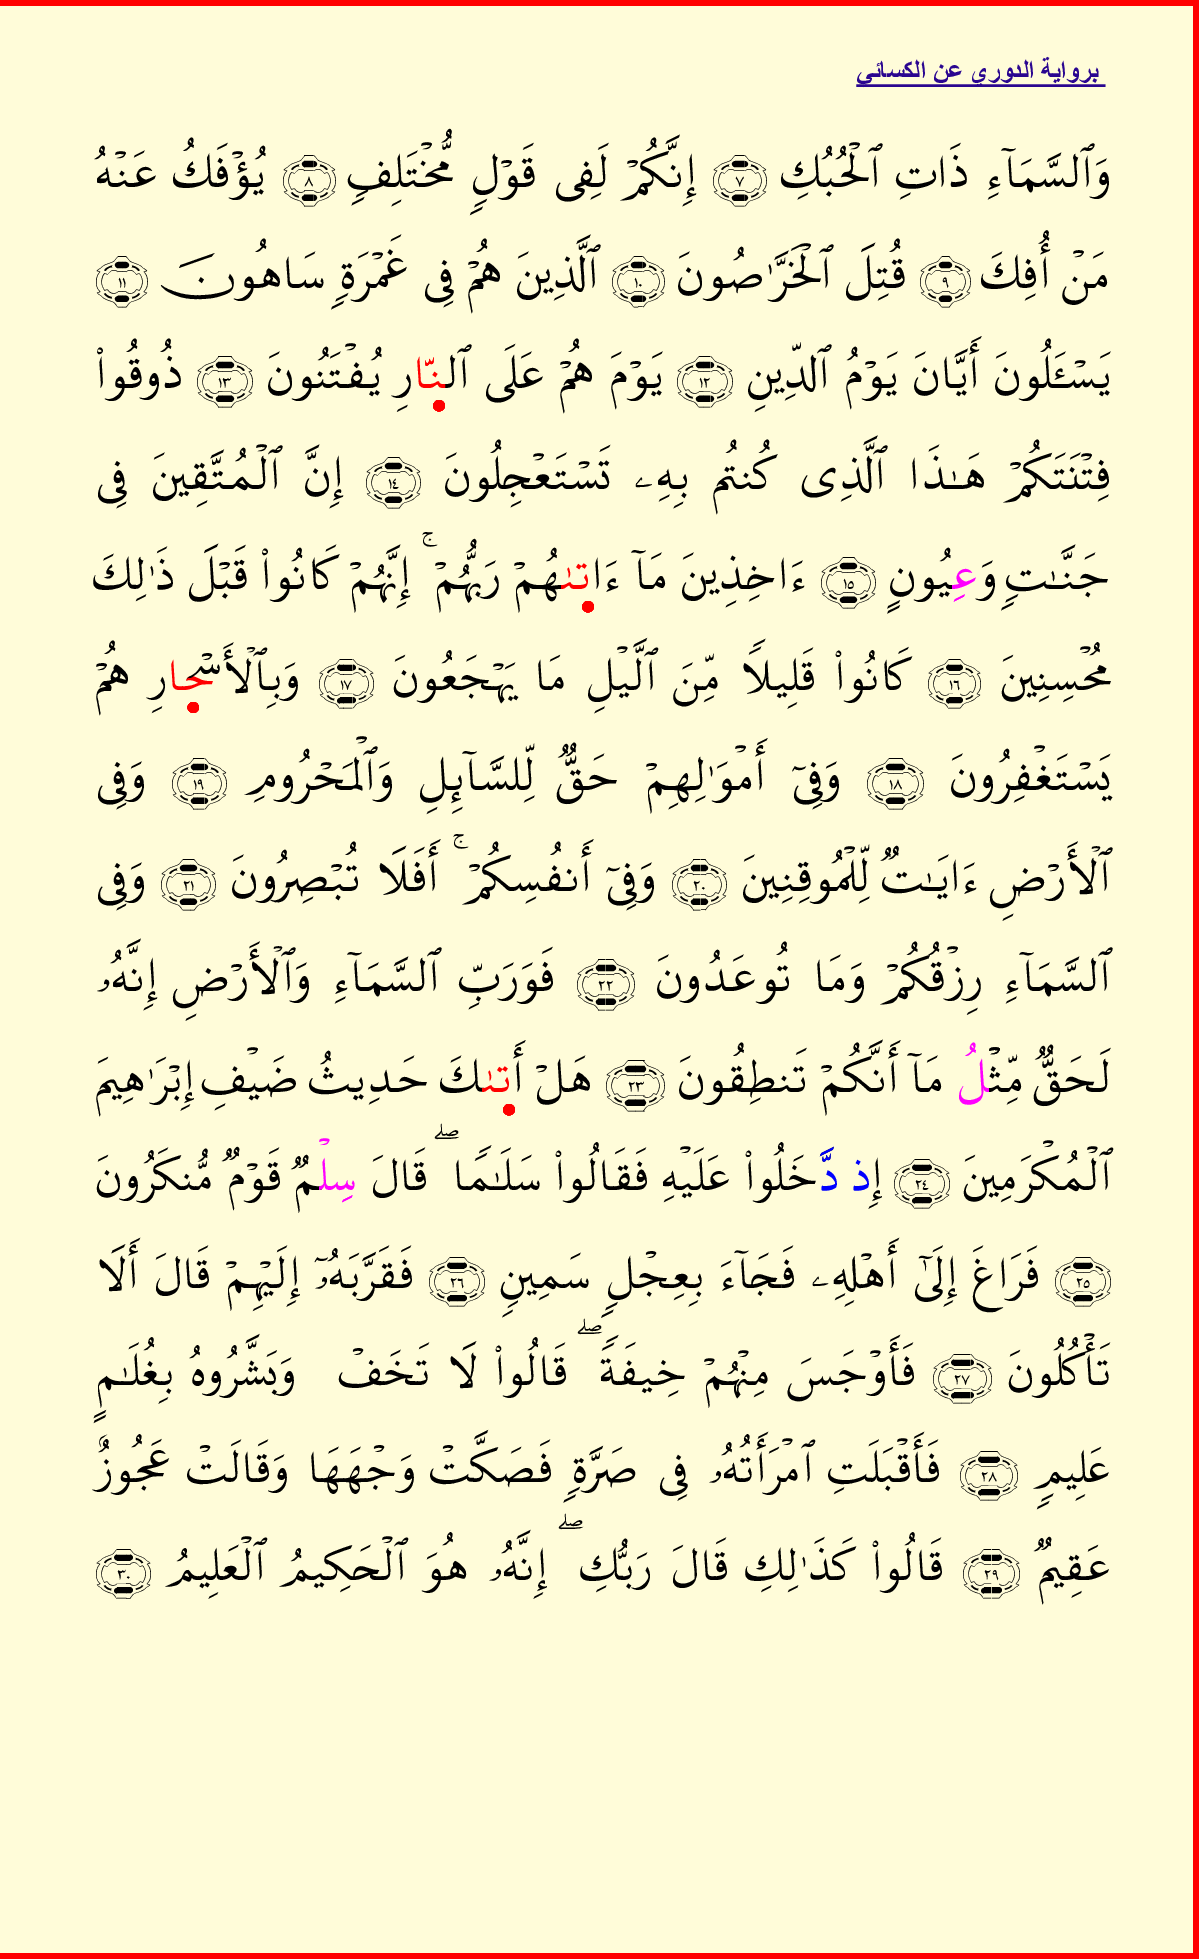 برواية الدوري عن الكسائي
وَٱلسَّمَآءِ ذَاتِ ٱلْحُبُكِ ٧ إِنَّكُمْ لَفِى قَوْلٍ مُّخْتَلِفٍ ٨ يُؤْفَكُ عَنْهُ
مَنْ أُفِكَ ٩ قُتِلَ ٱلْخَرَّٰصُونَ ١٠ ٱلَّذِينَ هُمْ فِى غَمْرَةٍ سَاهُونَ ١١
يَسْـَٔلُونَ أَيَّانَ يَوْمُ ٱلدِّينِ ١٢ يَوْمَ هُمْ عَلَى ٱلنّارِ يُفْتَنُونَ ١٣ ذُوقُوا۟
فِتْنَتَكُمْ هَـٰذَا ٱلَّذِى كُنتُم بِهِۦ تَسْتَعْجِلُونَ ١٤ إِنَّ ٱلْمُتَّقِينَ فِى
جَنَّـٰتٍ وَعِيُونٍ ١٥ ءَاخِذِينَ مَآ ءَاتىٰهُمْ رَبُّهُمْ ۚ إِنَّهُمْ كَانُوا۟ قَبْلَ ذَٰلِكَ
مُحْسِنِينَ ١٦ كَانُوا۟ قَلِيلًا مِّنَ ٱلَّيْلِ مَا يَهْجَعُونَ ١٧ وَبِٱلْأَسْحارِ هُمْ
يَسْتَغْفِرُونَ ١٨ وَفِىٓ أَمْوَٰلِهِمْ حَقٌّ لِّلسَّآئِلِ وَٱلْمَحْرُومِ ١٩ وَفِى
ٱلْأَرْضِ ءَايَـٰتٌ لِّلْمُوقِنِينَ ٢٠ وَفِىٓ أَنفُسِكُمْ ۚ أَفَلَا تُبْصِرُونَ ٢١ وَفِى
ٱلسَّمَآءِ رِزْقُكُمْ وَمَا تُوعَدُونَ ٢٢ فَوَرَبِّ ٱلسَّمَآءِ وَٱلْأَرْضِ إِنَّهُۥ
لَحَقٌّ مِّثْلُ مَآ أَنَّكُمْ تَنطِقُونَ ٢٣ هَلْ أَتىٰكَ حَدِيثُ ضَيْفِ إِبْرَٰهِيمَ
ٱلْمُكْرَمِينَ ٢٤ إِذ دَّخَلُوا۟ عَلَيْهِ فَقَالُوا۟ سَلَـٰمًا ۖ قَالَ سِلْمٌ قَوْمٌ مُّنكَرُونَ
٢٥ فَرَاغَ إِلَىٰٓ أَهْلِهِۦ فَجَآءَ بِعِجْلٍ سَمِينٍ ٢٦ فَقَرَّبَهُۥٓ إِلَيْهِمْ قَالَ أَلَا
تَأْكُلُونَ ٢٧ فَأَوْجَسَ مِنْهُمْ خِيفَةً ۖ قَالُوا۟ لَا تَخَفْ وَبَشَّرُوهُ بِغُلَـٰمٍ
عَلِيمٍ ٢٨ فَأَقْبَلَتِ ٱمْرَأَتُهُۥ فِى صَرَّةٍ فَصَكَّتْ وَجْهَهَا وَقَالَتْ عَجُوزٌ
عَقِيمٌ ٢٩ قَالُوا۟ كَذَٰلِكِ قَالَ رَبُّكِ ۖ إِنَّهُۥ هُوَ ٱلْحَكِيمُ ٱلْعَلِيمُ ٣٠